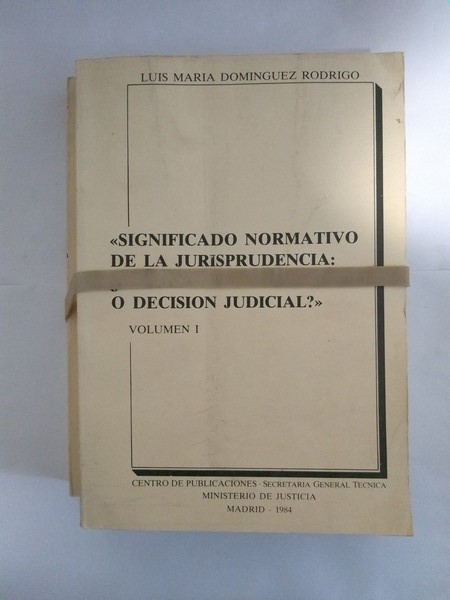 LUIS MARIA DOMINGUEZ RODRIGO
«SIGNIFICADO NORMATIVO
DE LA JURISPRUDENCIA:
¿
O DECISION JUDICIAL?»
VOLUMEN I
CENTRO DE PUBLICACIONES - SECRETARIA GENERAL TECNICA
MINISTERIO DE JUSTICIA
MADRID - 1984